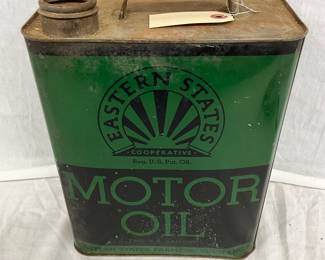 EASTERN STATES
COOPERATIVE
Reg. U.S. Pat. Off.
MOTOR
OIL